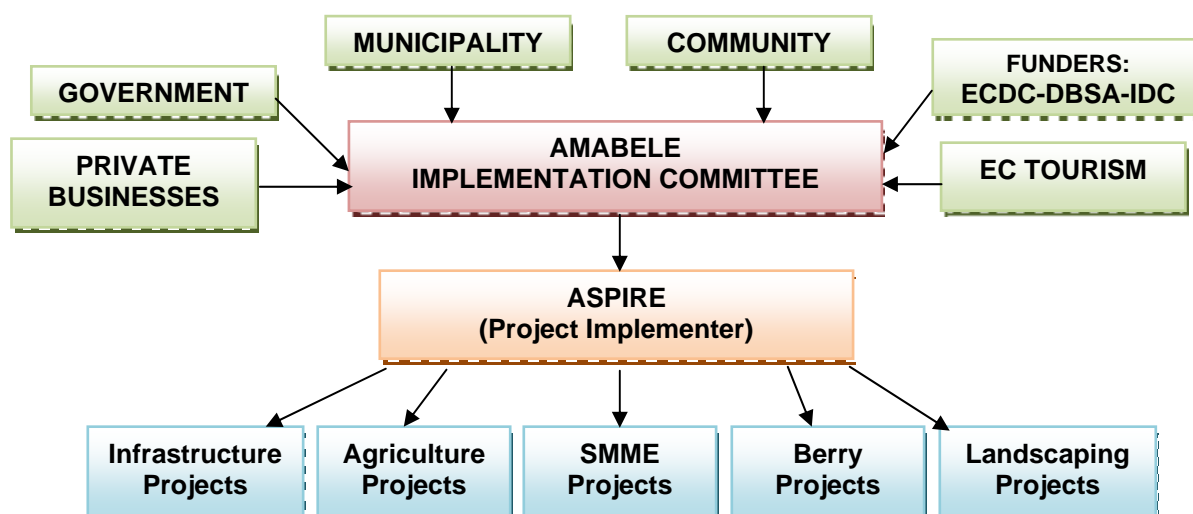 MUNICIPALITY
COMMUNITY
FUNDERS:
ECDC-DBSA-IDC
GOVERNMENT
PRIVATE
BUSINESSES
AMABELE
IMPLEMENTATION COMMITTEE
EC TOURISM
ASPIRE
(Project Implementer)
Infrastructure
Projects
Agriculture
Projects
SMME
Projects
Berry
Projects
Landscaping
Projects